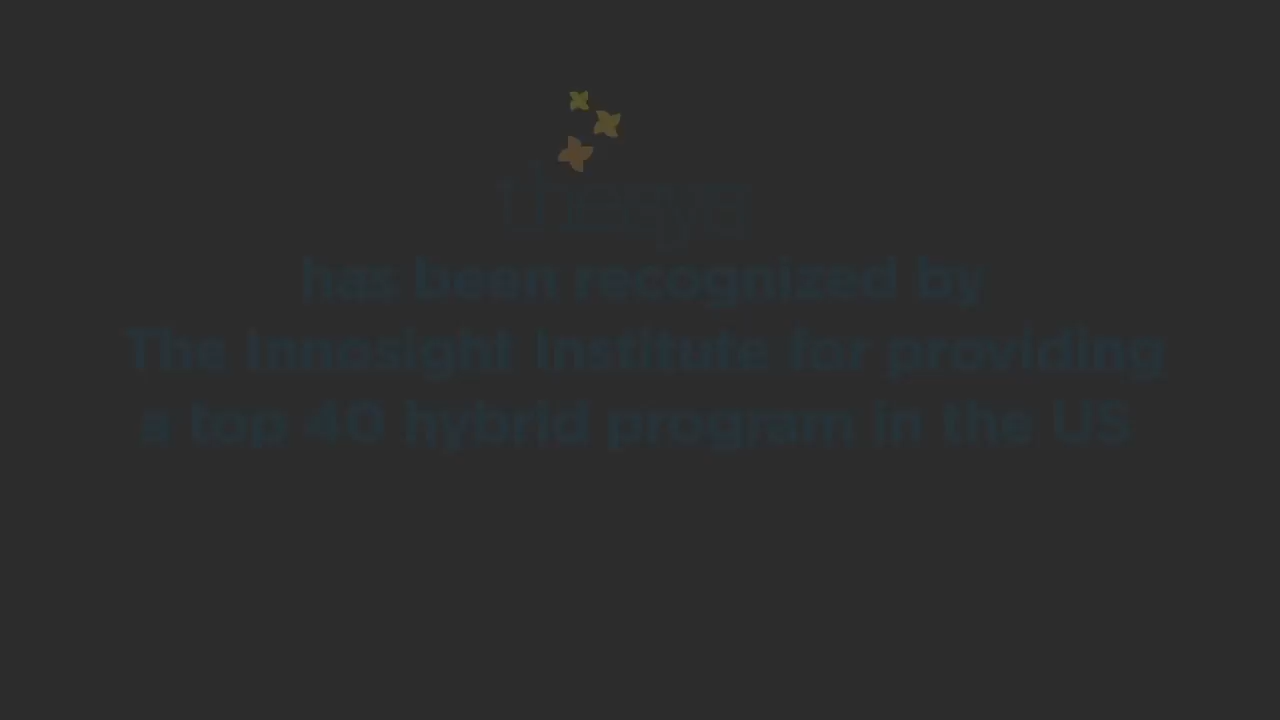 thesys
has been recognized by
The Innosight Institute for providing
a top 40 hybrid program in the US